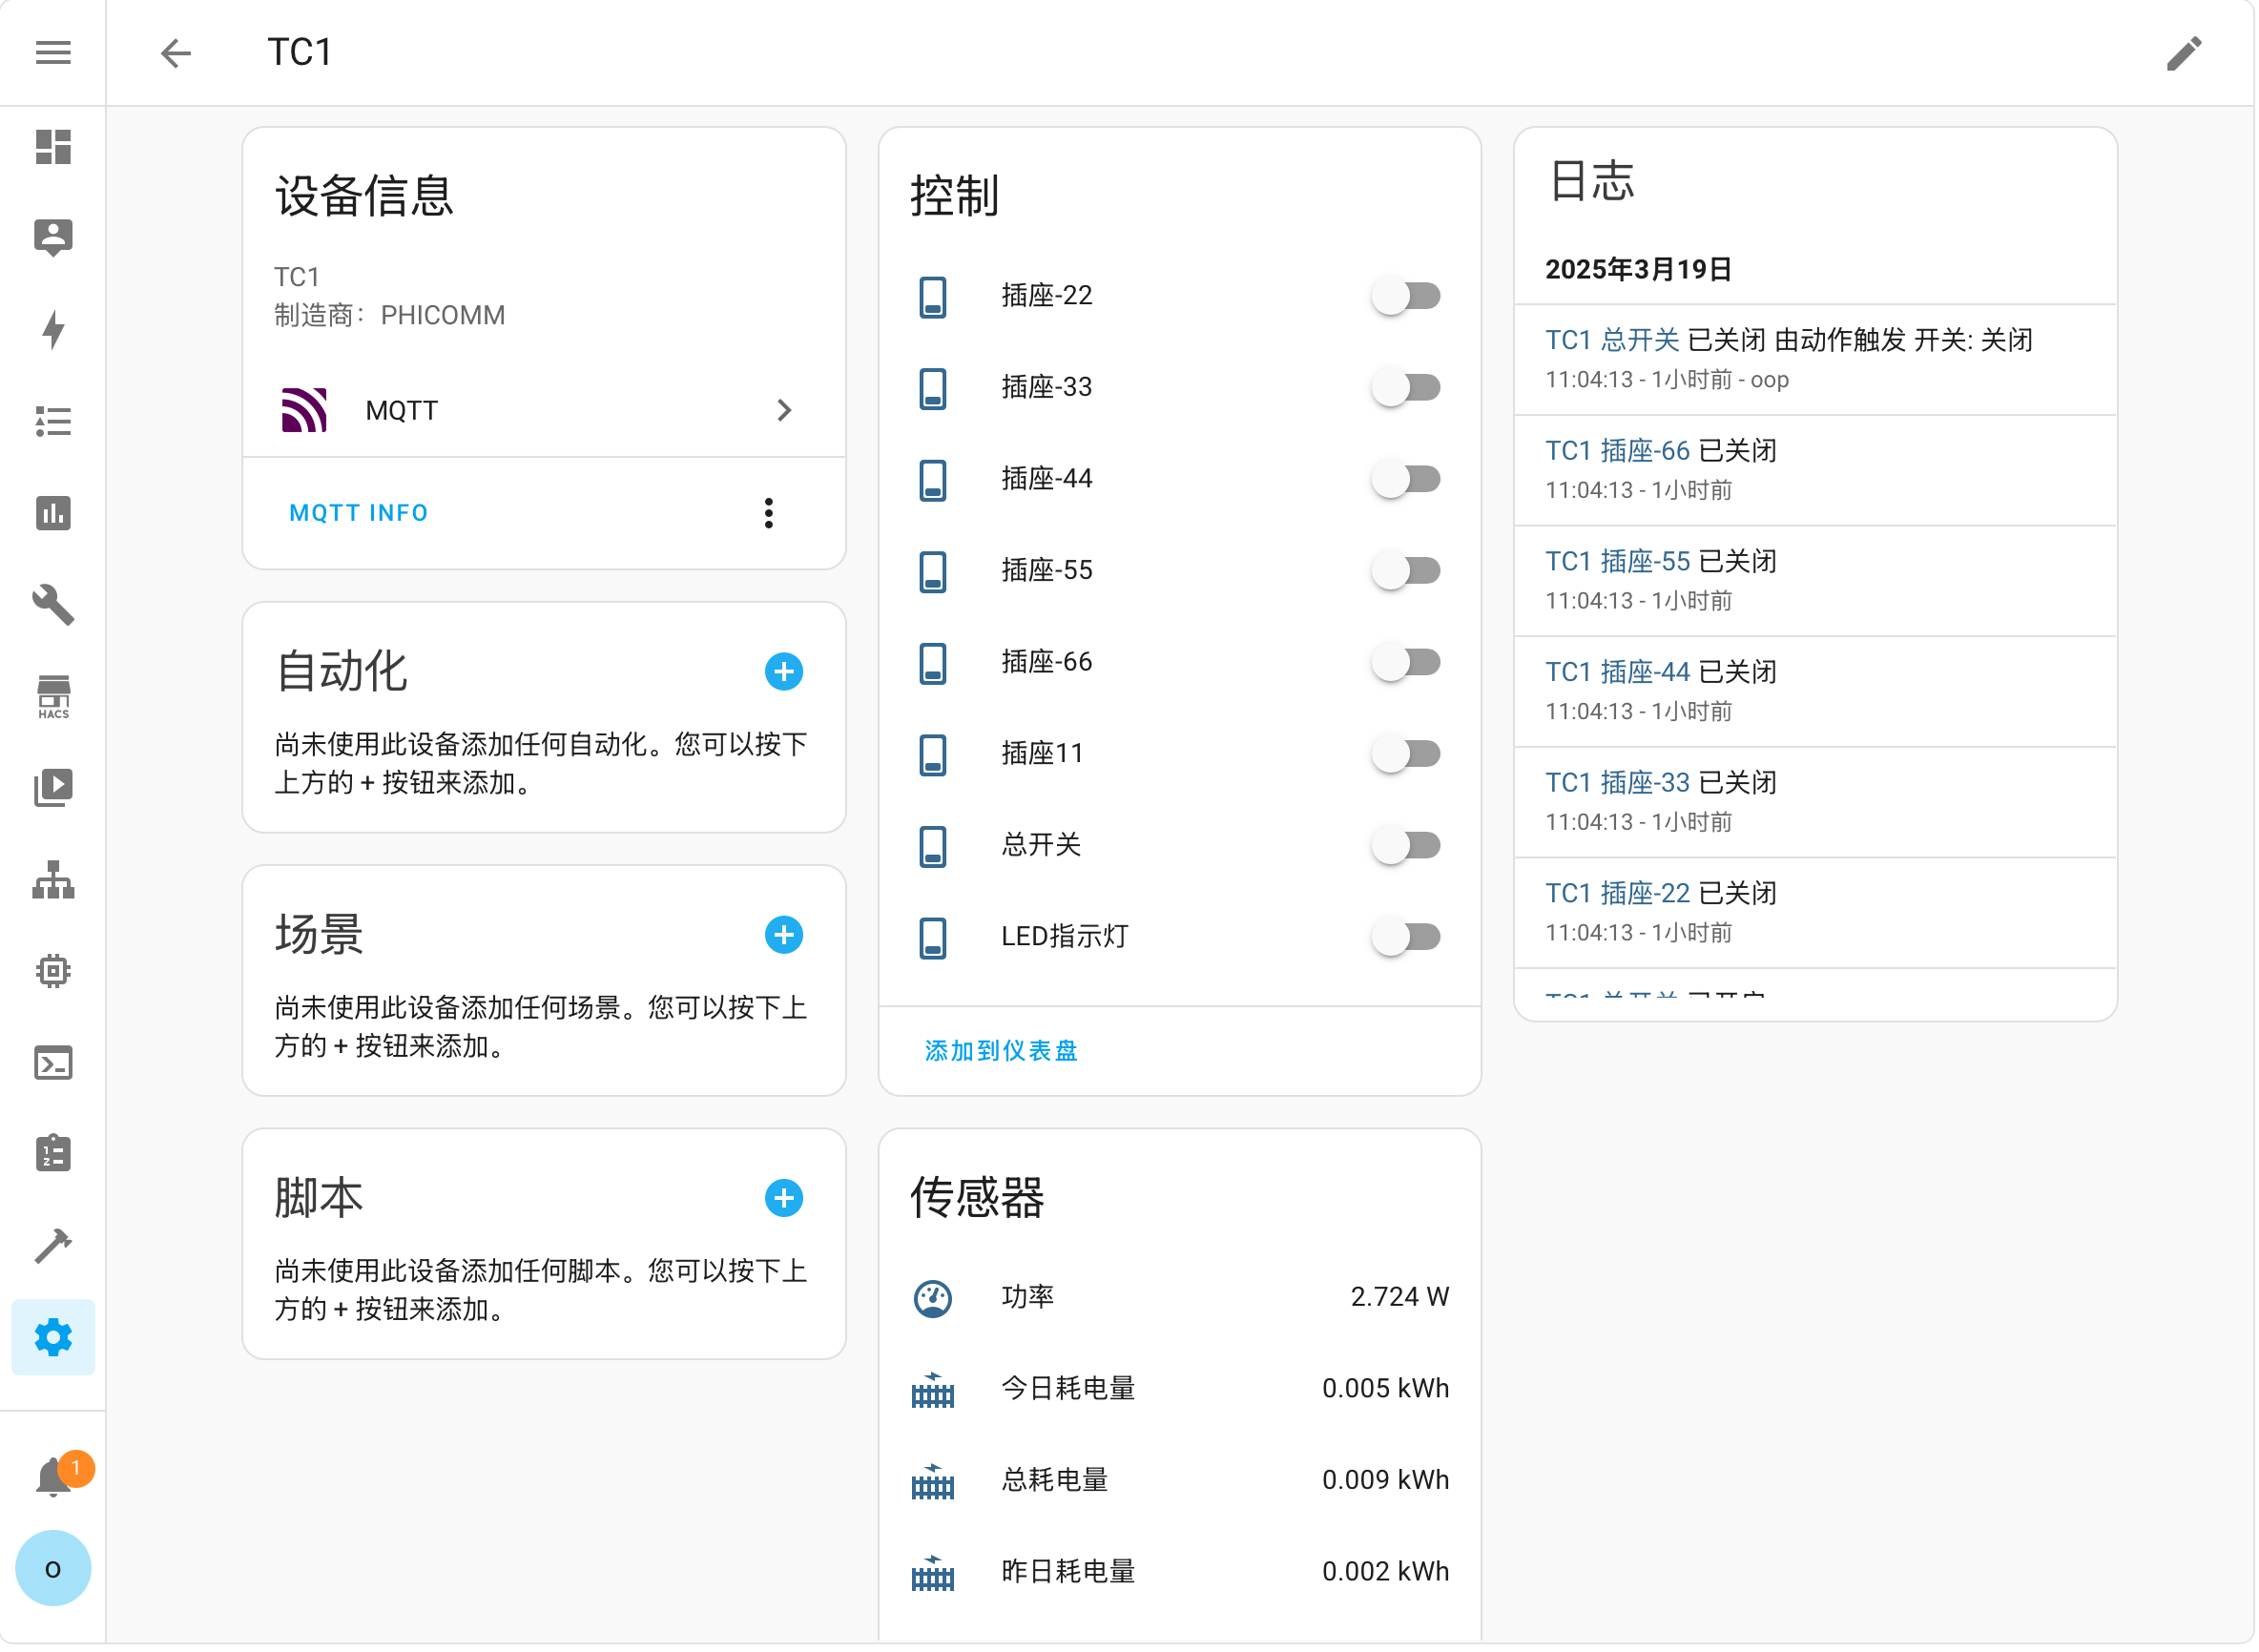 TC1
设备信息
TC1
制造商：PHICOMM
MQTT
MQTT INFO
自动化
尚未使用此设备添加任何自动化。您可以按下
上方的 + 按钮来添加。
场景
尚未使用此设备添加任何场景。您可以按下上
方的 + 按钮来添加。
脚本
尚未使用此设备添加任何脚本。您可以按下上
方的 + 按钮来添加。
控制
插座-22
插座-33
插座-44
插座-55
插座-66
插座11
总开关
LED指示灯
添加到仪表盘
传感器
功率 2.724 W
今日耗电量 0.005 kWh
总耗电量 0.009 kWh
昨日耗电量 0.002 kWh
日志
2025年3月19日
TC1 总开关 已关闭 由动作触发 开关: 关闭
11:04:13 - 1小时前 - oop
TC1 插座-66 已关闭
11:04:13 - 1小时前
TC1 插座-55 已关闭
11:04:13 - 1小时前
TC1 插座-44 已关闭
11:04:13 - 1小时前
TC1 插座-33 已关闭
11:04:13 - 1小时前
TC1 插座-22 已关闭
11:04:13 - 1小时前
TC1 总开关 已开启
HACS
1
o